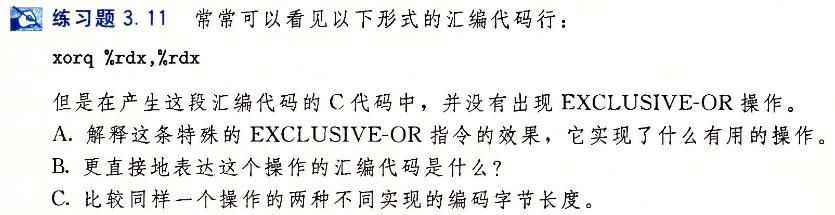 练习题 3.11 常常可以看见以下形式的汇编代码行：
xorq %rdx,%rdx
但是在产生这段汇编代码的 C 代码中，并没有出现 EXCLUSIVE-OR 操作。
A. 解释这条特殊的 EXCLUSIVE-OR 指令的效果，它实现了什么有用的操作。
B. 更直接地表达这个操作的汇编代码是什么？
C. 比较同样一个操作的两种不同实现的编码字节长度。